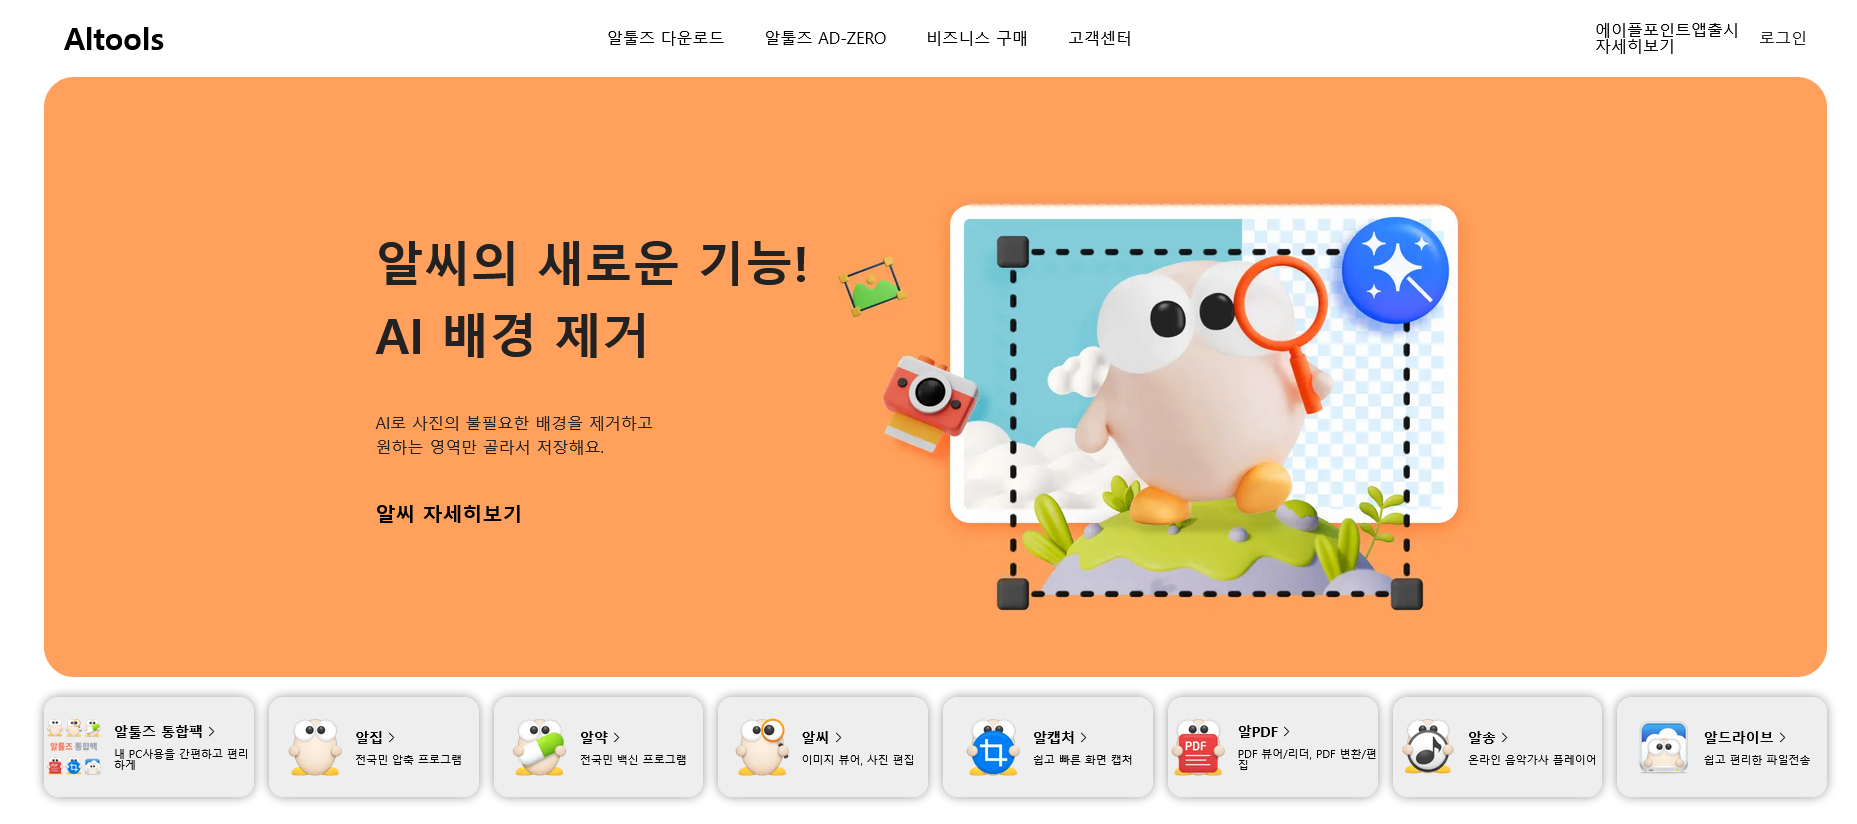 Altools
알툴즈 다운로드
알툴즈 AD-ZERO
비즈니스 구매
고객센터
에이플포인트앱출시
자세히보기
로그인
알씨의 새로운 기능!
AI 배경 제거
AI로 사진의 불필요한 배경을 제거하고
원하는 영역만 골라서 저장해요.
알씨 자세히보기
알툴즈 통합팩
알툴즈 통합팩 >
내 PC사용을 간편하고 편리
하게
알집 >
전국민 압축 프로그램
알약 >
전국민 백신 프로그램
알씨 >
이미지 뷰어, 사진 편집
알캡처 >
쉽고 빠른 화면 캡처
PDF
알PDF >
PDF 뷰어/리더, PDF 변환/편
집
알송 >
온라인 음악가사 플레이어
알드라이브 >
쉽고 편리한 파일전송